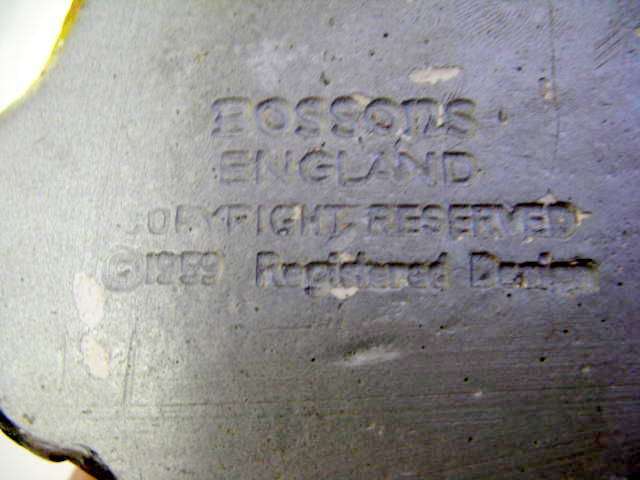 BOSSONS
ENGLAND
COPYRIGHT RESERVED
© 1959 Registered Design